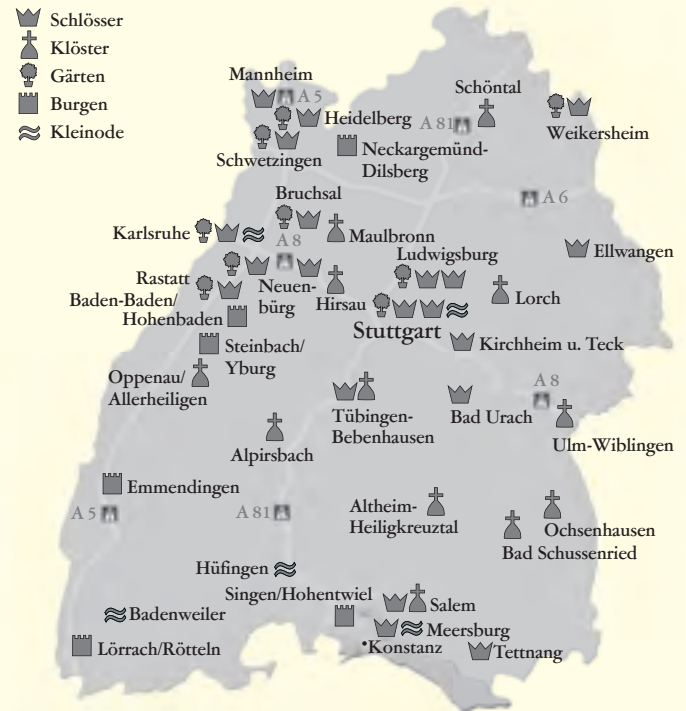 Schlösser
Klöster
Gärten
Burgen
Kleinode
Mannheim
A 5
Heidelberg
Schwetzingen
Schöntal
A 81
Weikersheim
Neckargemünd-
Dilsberg
A 6
Bruchsal
Karlsruhe
A 8
Maulbronn
Ludwigsburg
Ellwangen
Rastatt
Neuen-
bürg
Hirsau
Lorch
Baden-Baden/
Hohenbaden
Stuttgart
Steinbach/
Yburg
Kirchheim u. Teck
Oppenau/
Allerheiligen
Tübingen-
Bebenhausen
Bad Urach
A 8
Ulm-Wiblingen
Alpirsbach
Emmendingen
A 5
A 81
Altheim-
Heiligkreuztal
Ochsenhausen
Bad Schussenried
Hüfingen
Singen/Hohentwiel
Salem
Badenweiler
Meersburg
Lörrach/Rötteln
•Konstanz
Tettnang